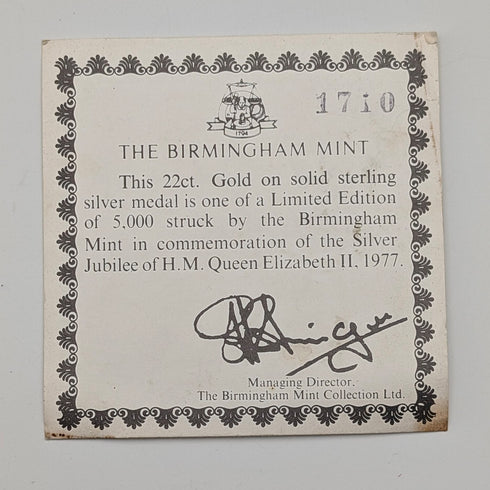 1710
1794
THE BIRMINGHAM MINT
This 22ct. Gold on solid sterling
silver medal is one of a Limited Edition
of 5,000 struck by the Birmingham
Mint in commemoration of the Silver
Jubilee of H.M. Queen Elizabeth II, 1977.
Managing Director.
The Birmingham Mint Collection Ltd.